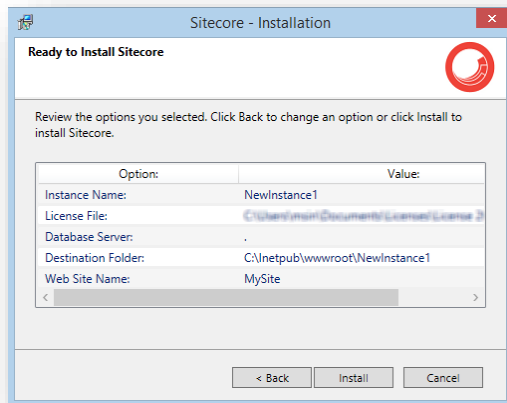 Sitecore - Installation
Ready to Install Sitecore
Review the options you selected. Click Back to change an option or click Install to
install Sitecore.
Option: Value:
Instance Name: NewInstance1
License File:
Database Server: .
Destination Folder: C:\Inetpub\wwwroot\NewInstance1
Web Site Name: MySite
< Back Install Cancel